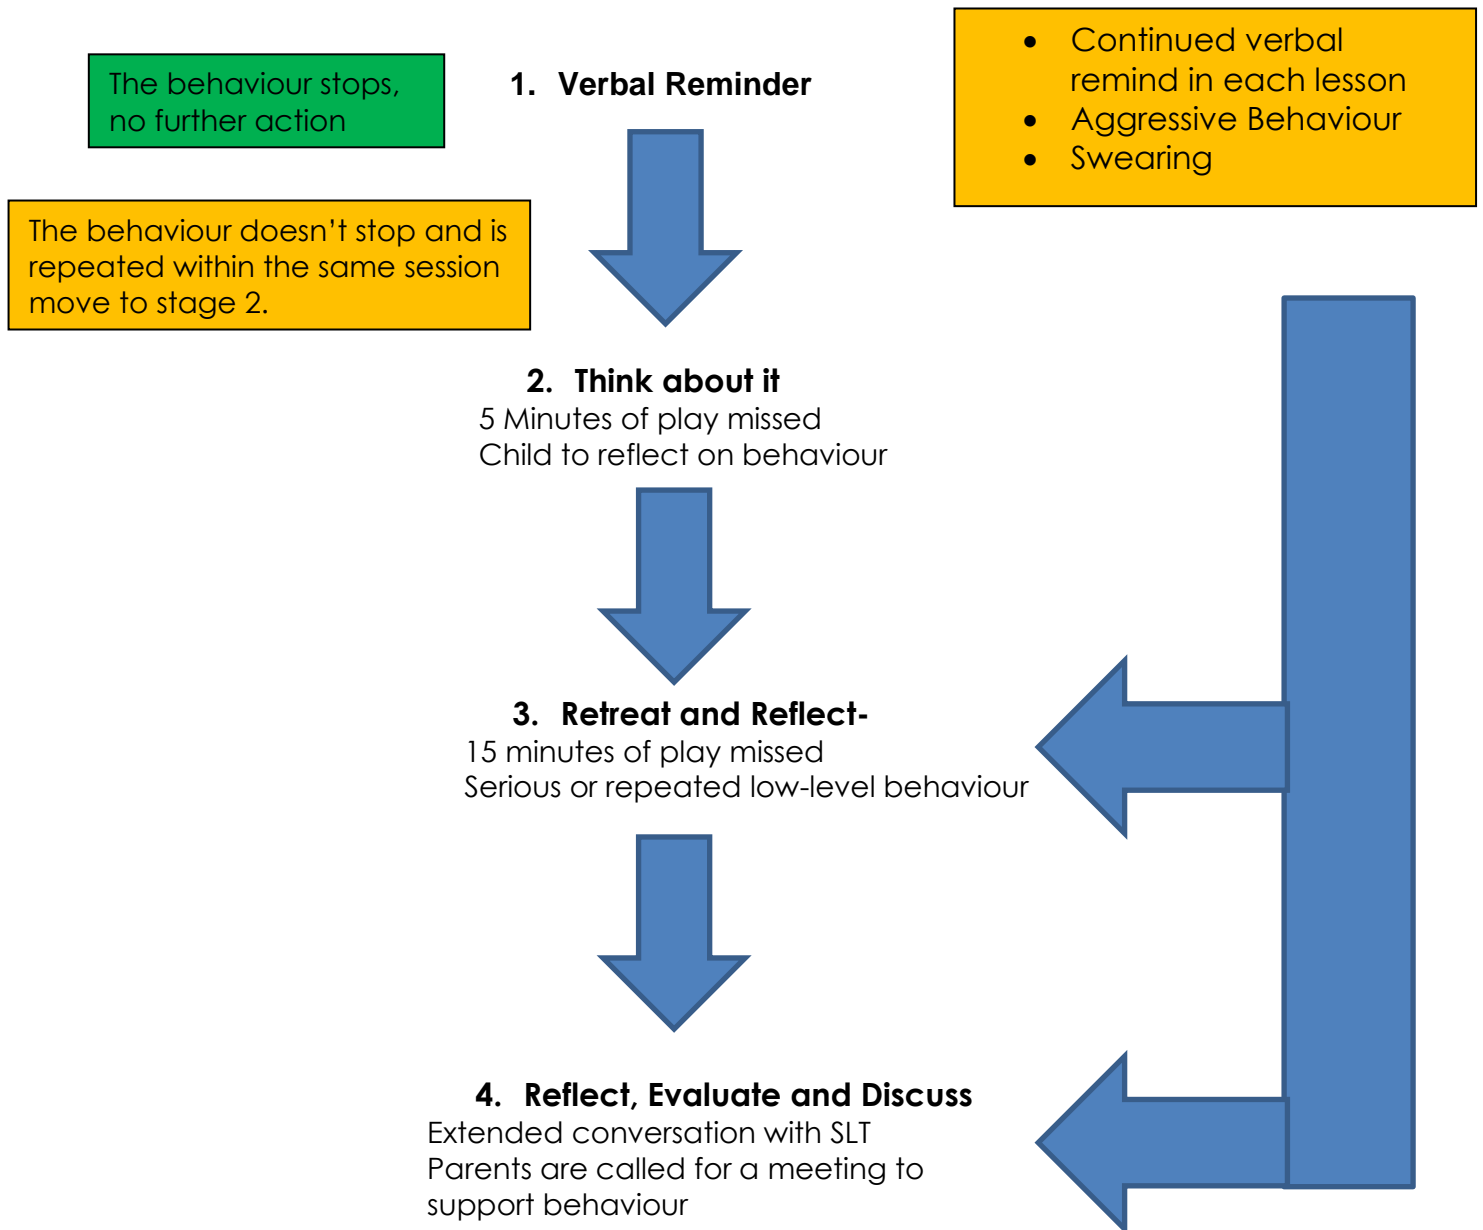 The behaviour stops,
no further action
1. Verbal Reminder
• Continued verbal
remind in each lesson
• Aggressive Behaviour
• Swearing
The behaviour doesn’t stop and is
repeated within the same session
move to stage 2.
2. Think about it
5 Minutes of play missed
Child to reflect on behaviour
3. Retreat and Reflect-
15 minutes of play missed
Serious or repeated low-level behaviour
4. Reflect, Evaluate and Discuss
Extended conversation with SLT
Parents are called for a meeting to
support behaviour